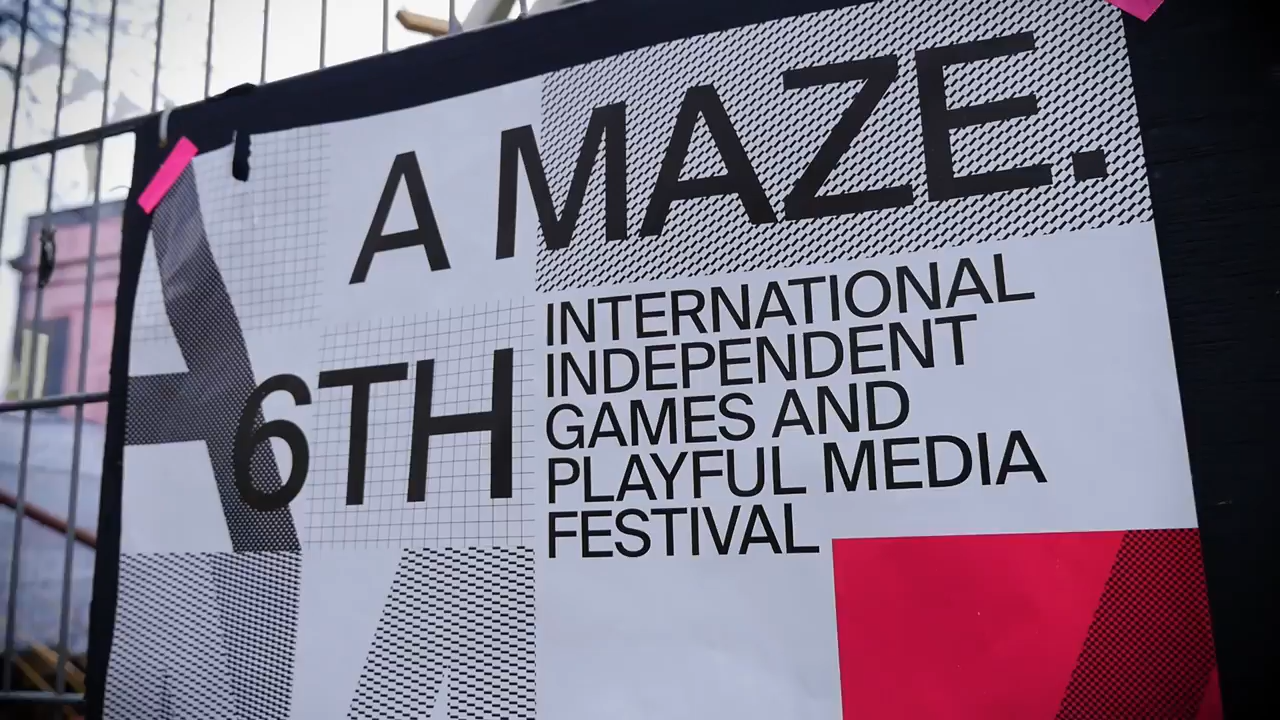 A MAZE.
6TH
INTERNATIONAL
INDEPENDENT
GAMES AND
PLAYFUL MEDIA
FESTIVAL